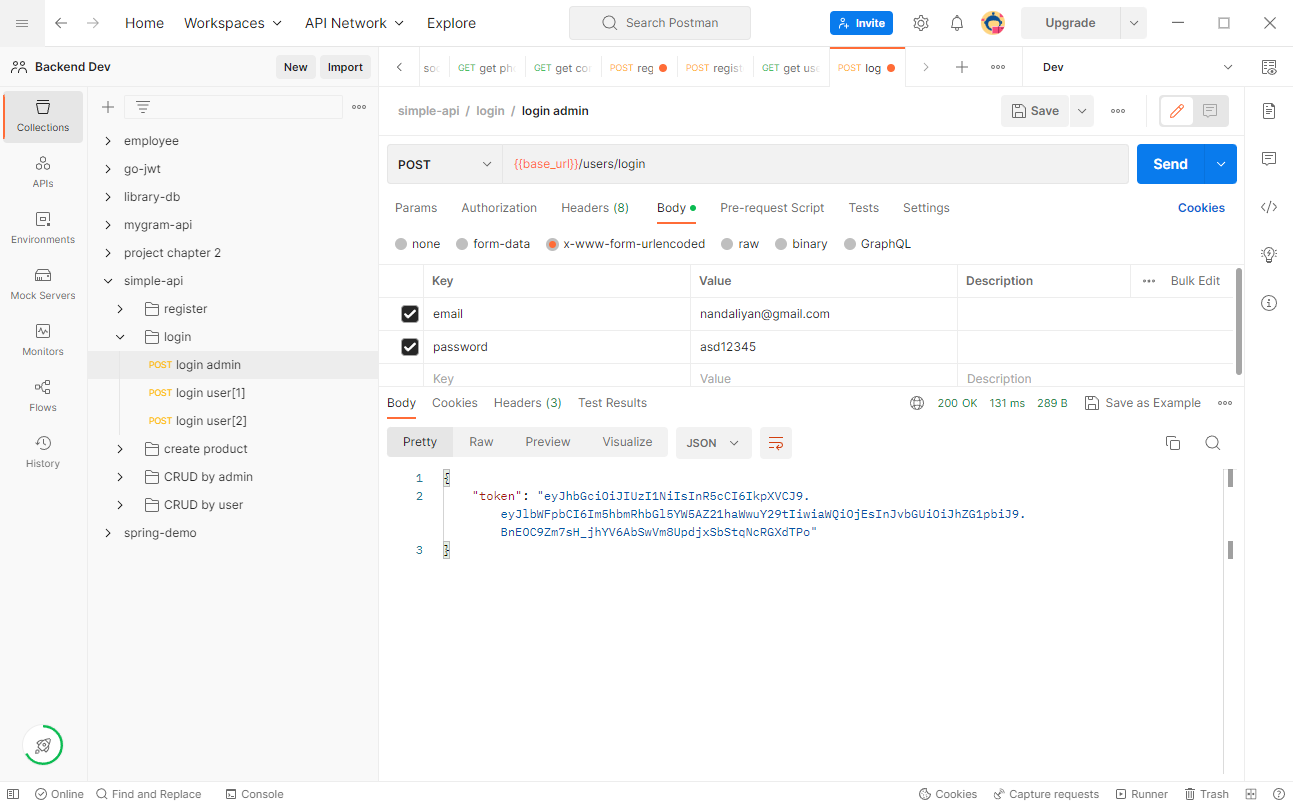 Home Workspaces API Network Explore Search Postman Invite Upgrade
Backend Dev New Import
soc GET get ph GET get co POST reg POST regist GET get us POST log Dev
Collections
APIs
Environments
Mock Servers
Monitors
Flows
History
employee
go-jwt
library-db
mygram-api
project chapter 2
simple-api
register
login
POST login admin
POST login user[1]
POST login user[2]
create product
CRUD by admin
CRUD by user
spring-demo
simple-api / login / login admin Save
POST {{base_url}}/users/login Send
Params Authorization Headers (8) Body Pre-request Script Tests Settings Cookies
none form-data x-www-form-urlencoded raw binary GraphQL
Key Value Description Bulk Edit
email nandaliyan@gmail.com
password asd12345
Key Value Description
Body Cookies Headers (3) Test Results 200 OK 131 ms 289 B Save as Example
Pretty Raw Preview Visualize JSON
1 {
2 "token": "eyJhbGciOiJIUzI1NiIsInR5cCI6IkpXVCJ9.
eyJlbWFpbCI6Im5hbmRhbGl5YW5AZ21haWwuY29tIiwiaWQiOjEsInJvbGUiOiJhZG1pbiJ9.
BnEOC9Zm7sH_jhYV6AbSwVm8UpdjxSbStqNcRGXdTPo"
3 }
Online Find and Replace Console Cookies Capture requests Runner Trash